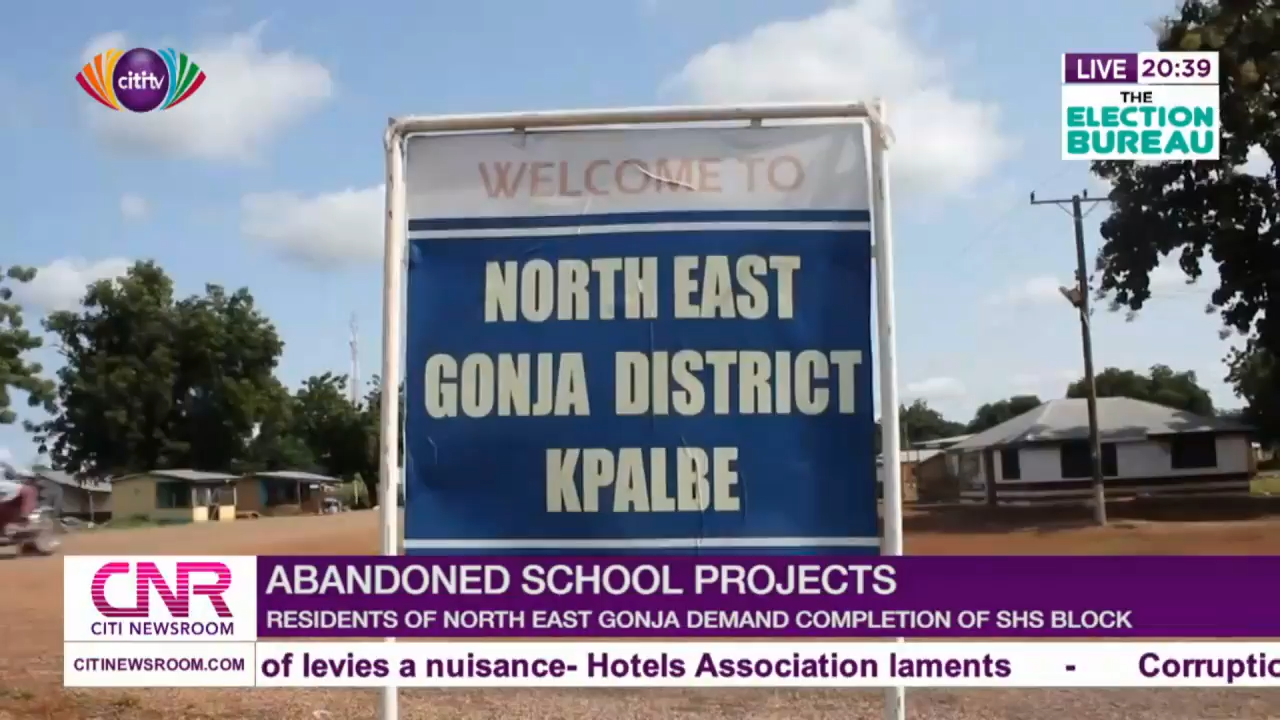 citi tv
LIVE 20:39
THE
ELECTION
BUREAU
WELCOME TO
NORTH EAST
GONJA DISTRICT
KPALBE
CNR
CITI NEWSROOM
ABANDONED SCHOOL PROJECTS
RESIDENTS OF NORTH EAST GONJA DEMAND COMPLETION OF SHS BLOCK
CITINEWSROOM.COM
of levies a nuisance- Hotels Association laments - Corruptio